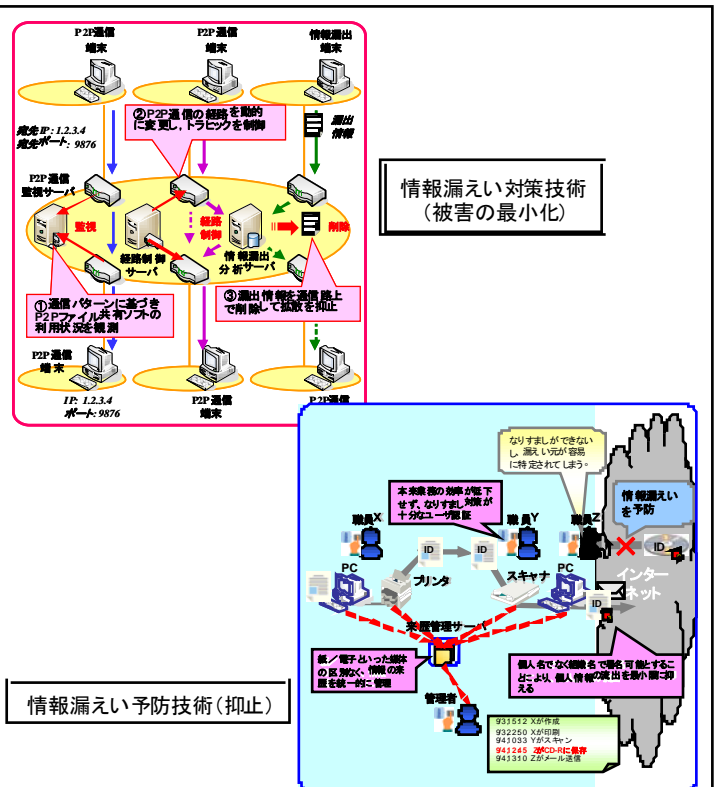 P2P通信
端末
P2P通信
端末
情報漏出
端末
宛先IP: 1.2.3.4
宛先ポート: 9876
②P2P通信の経路を動的
に変更し，トラヒックを制御
漏出
情報
P2P通信
監視サーバ
監視
経路制御
サーバ
経路
制御
情報漏出
分析サーバ
削除
①通信パターンに基づき
P2Pファイル共有ソフトの
利用状況を観測
③漏出情報を通信路上
で削除して拡散を抑止
P2P通信
端末
IP: 1.2.3.4
ポート: 9876
P2P通信
端末
P2P通信
情報漏えい対策技術
（被害の最小化）
なりすましができない
し漏えい元が容易
に特定されてしまう。
本来業務の効率が低下
せず、なりすまし対策が
十分なユーザ認証
情報漏えい
を予防
職員X
職員Y
職員Z
ID
ID
ID
PC
プリンタ
スキャナ
PC
インター
ネット
ID
来歴管理サーバ
紙／電子といった媒体
の区別なく、情報の来
歴を統一的に管理
個人名でなく組織名で署名可能とするこ
とにより、個人情報の流出を最小限に抑
える
管理者
931512 Xが作成
932250 Xが印刷
941033 Yがスキャン
941245 ZがCD-Rに保存
941310 Zがメール送信
情報漏えい予防技術（抑止）